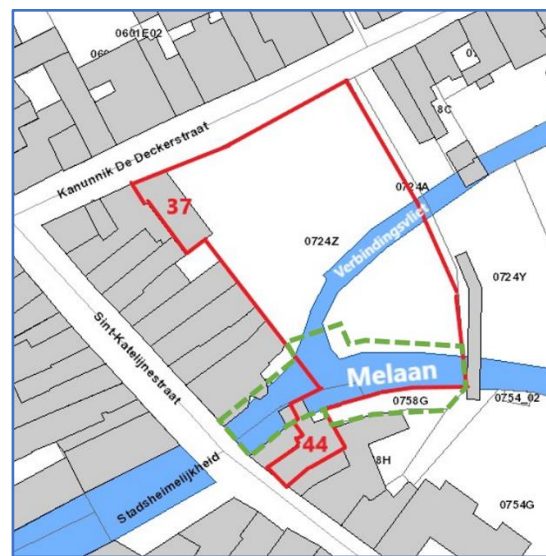 0601E02
Kanunnik De Deckerstraat
8C
0724A
37
0724Z
Verbindingsvliet
0724Y
Sint-Katelijnestraat
Melaan
0758G
0754_02
44
8H
Stadsheimelijkheid
0754G